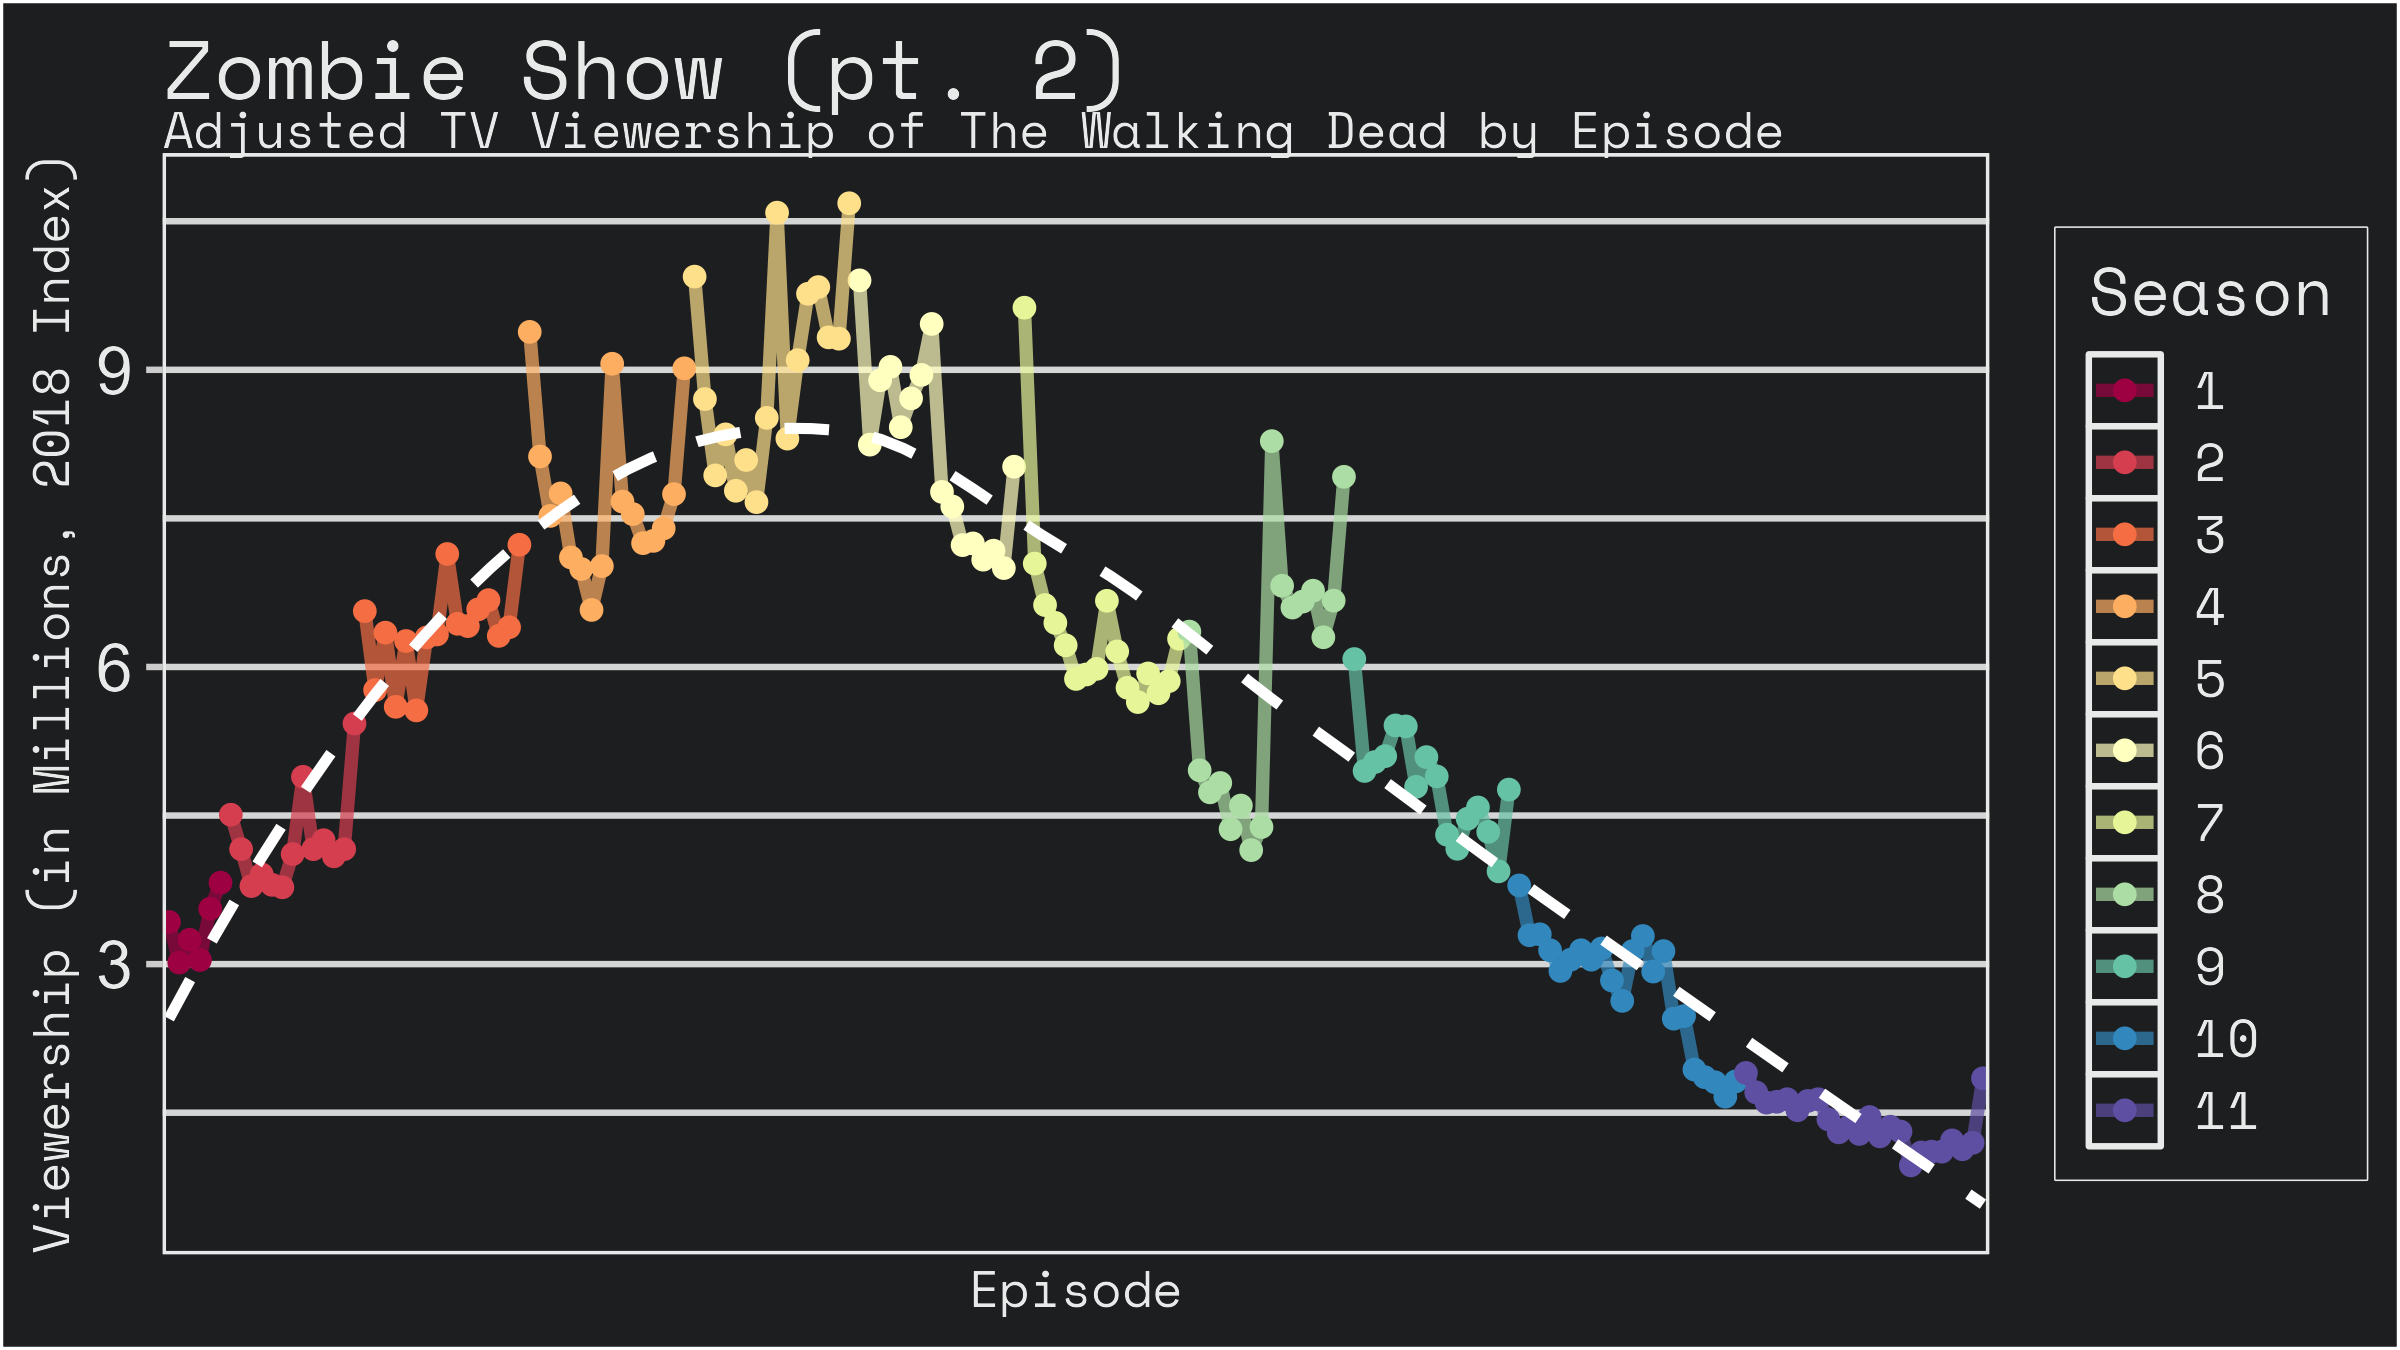 Zombie Show (pt. 2)
Adjusted TV Viewership of The Walking Dead by Episode
Viewership (in Millions, 2018 Index)
9
6
3
Episode
Season
1
2
3
4
5
6
7
8
9
10
11